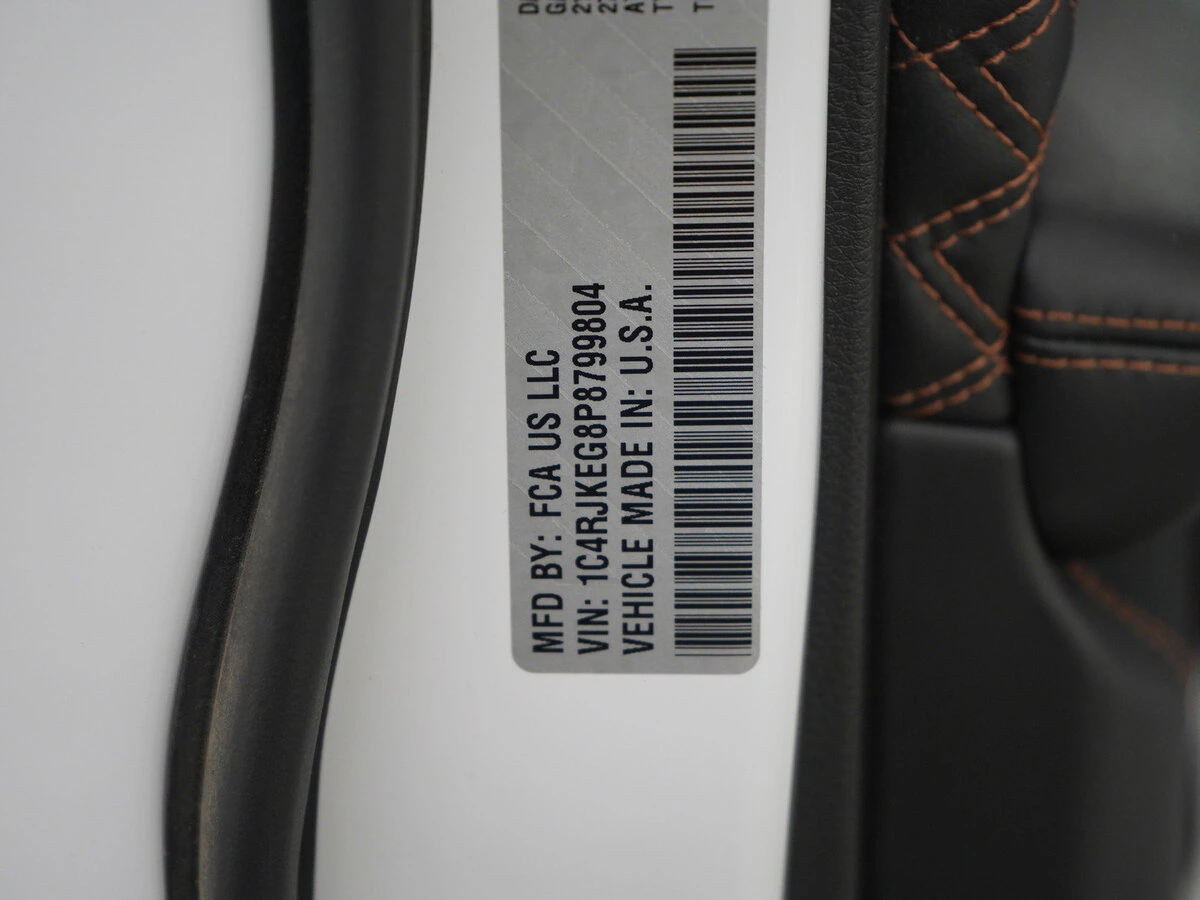 MFD BY: FCA US LLC
VIN: 1C4RJKEG8P8799804
VEHICLE MADE IN: U.S.A.